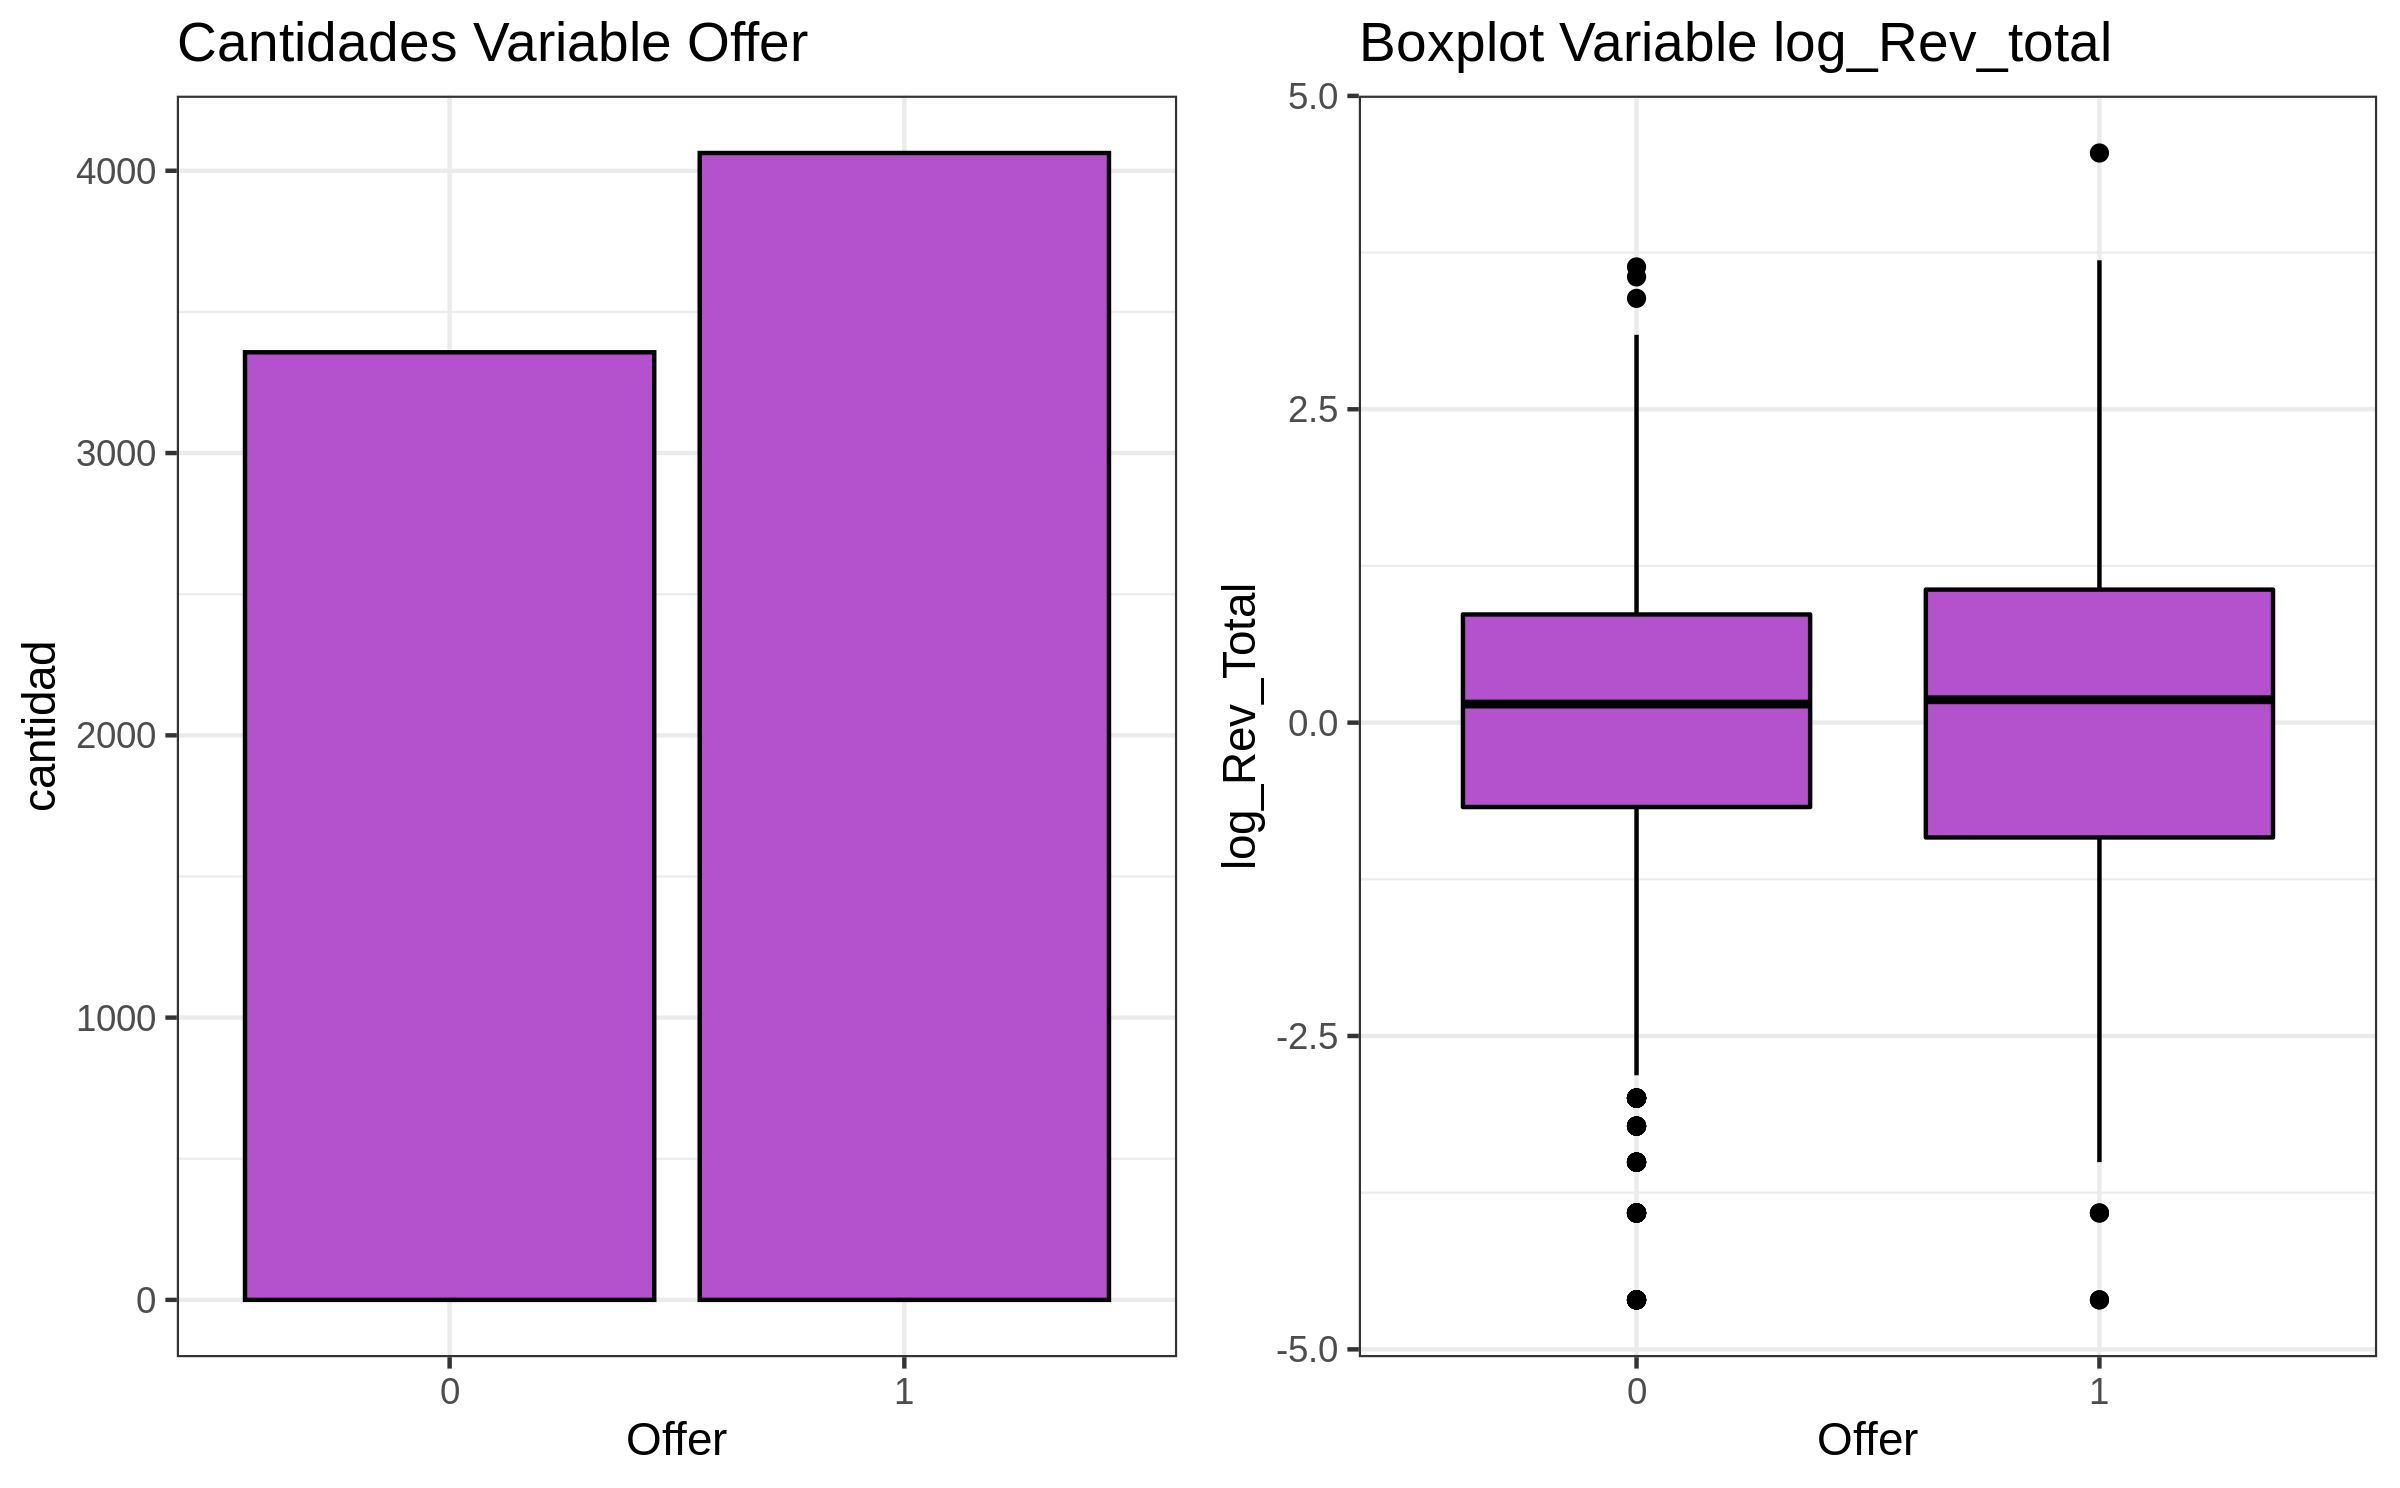 Cantidades Variable Offer
cantidad
4000
3000
2000
1000
0
0 1
Offer
Boxplot Variable log_Rev_total
log_Rev_Total
5.0
2.5
0.0
-2.5
-5.0
0 1
Offer